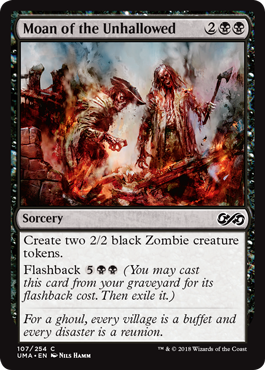 Moan of the Unhallowed 2
Sorcery
Create two 2/2 black Zombie creature
tokens.
Flashback 5 (You may cast
this card from your graveyard for its
flashback cost. Then exile it.)
For a ghoul, every village is a buffet and
every disaster is a reunion.
107/254 C
UMA • EN Nils Hamm ™ & © 2018 Wizards of the Coast